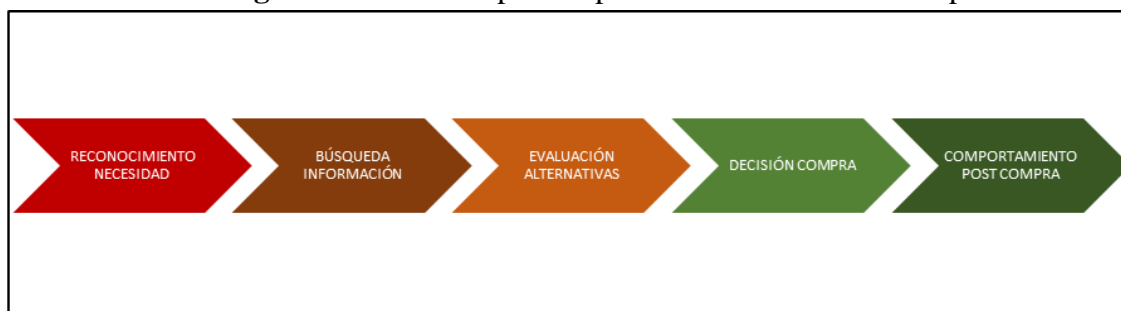 RECONOCIMIENTO
NECESIDAD
BÚSQUEDA
INFORMACIÓN
EVALUACIÓN
ALTERNATIVAS
DECISIÓN COMPRA
COMPORTAMIENTO
POST COMPRA